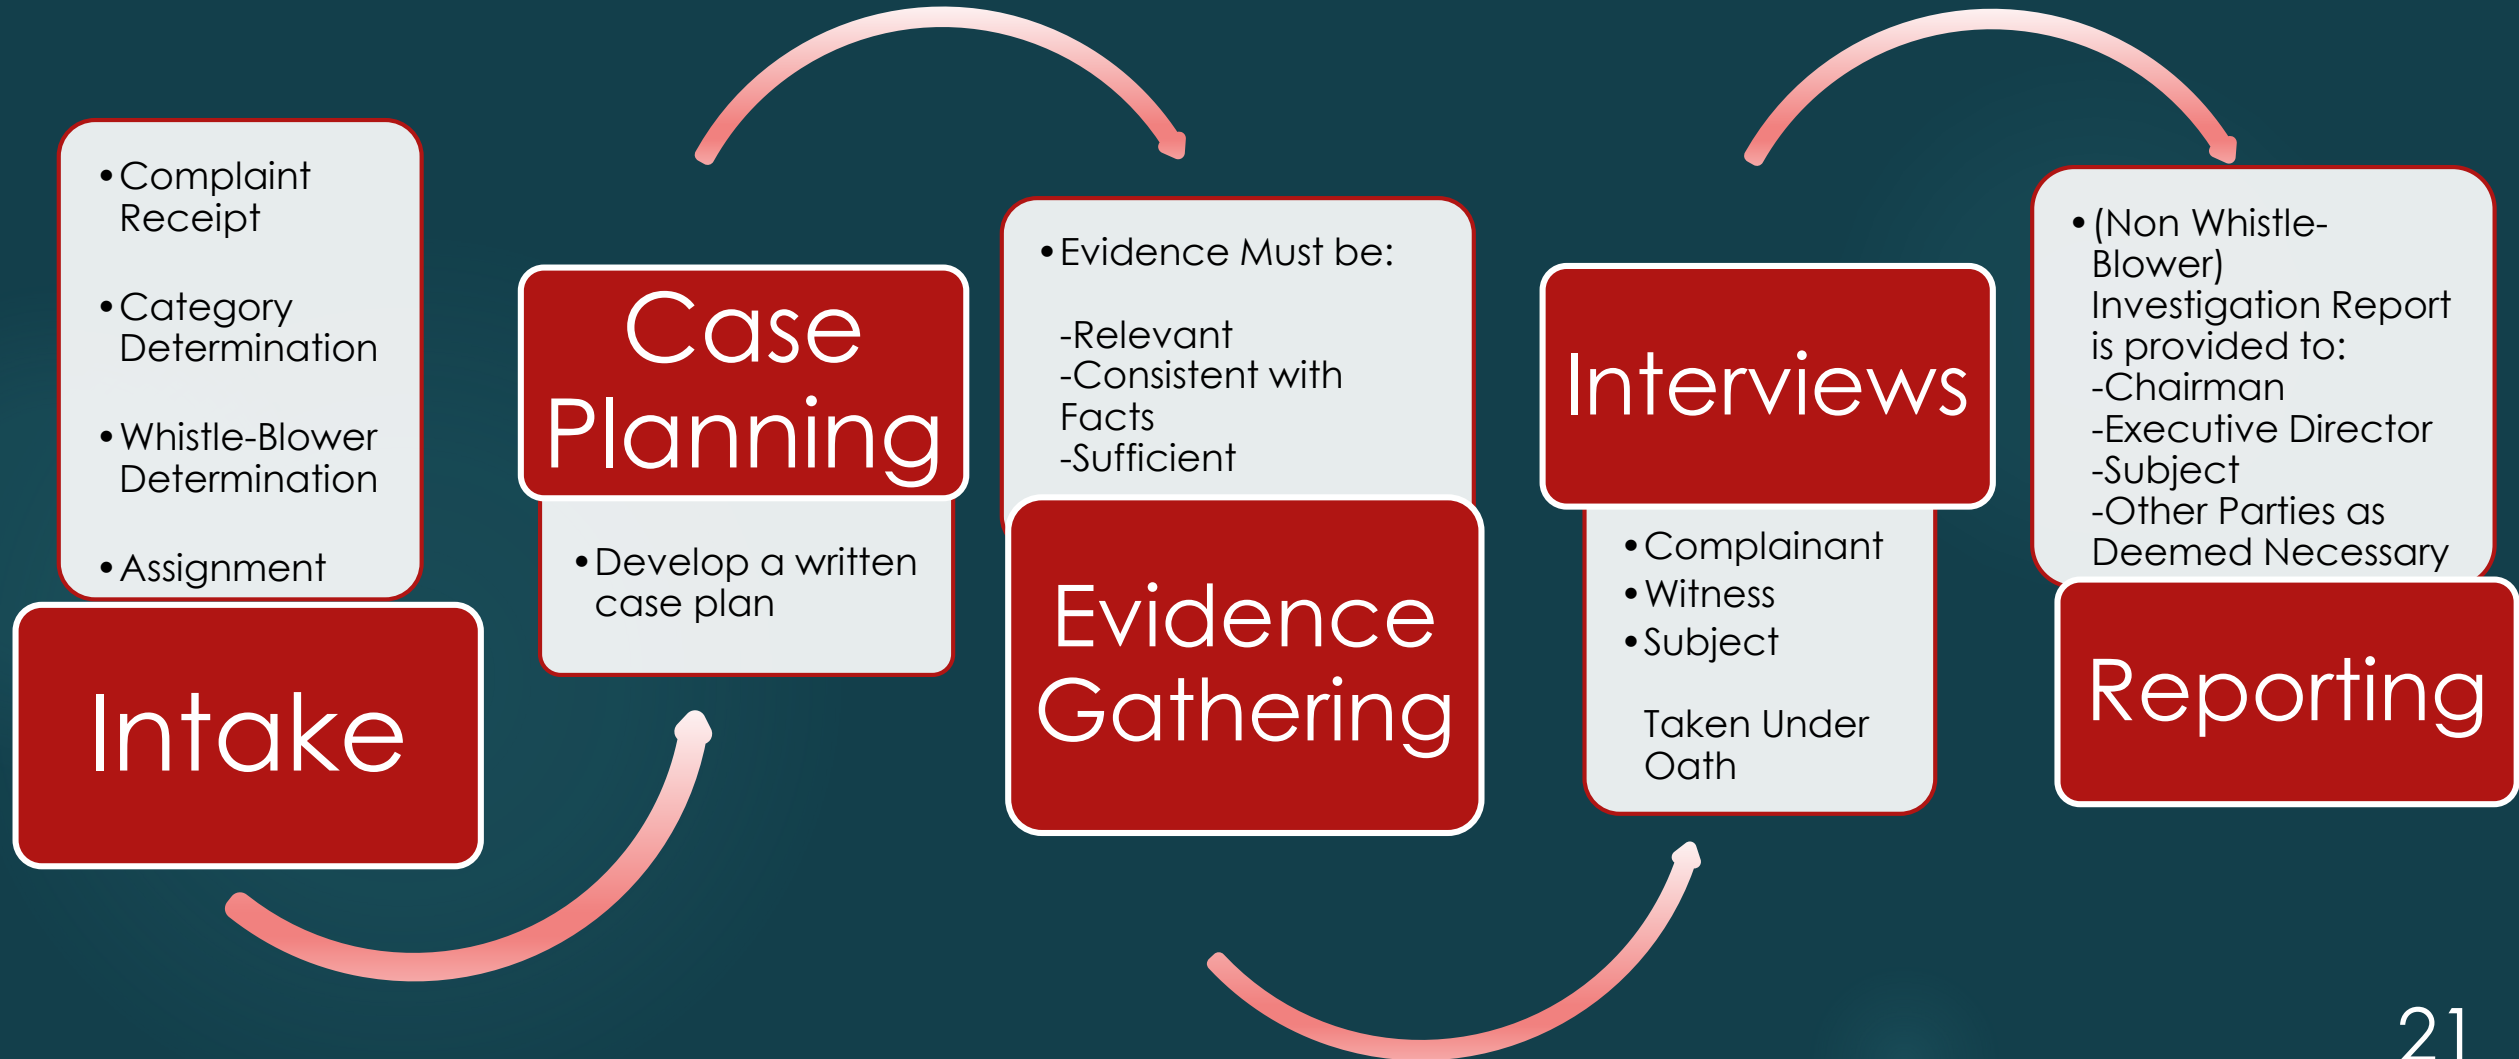 •Complaint
Receipt
•Category
Determination
•Whistle-Blower
Determination
•Assignment
Intake
Case
Planning
•Develop a written
case plan
•Evidence Must be:
-Relevant
-Consistent with
Facts
-Sufficient
Evidence
Gathering
Interviews
•Complainant
•Witness
•Subject
Taken Under
Oath
•(Non Whistle-
Blower)
Investigation Report
is provided to:
-Chairman
-Executive Director
-Subject
-Other Parties as
Deemed Necessary
Reporting
21